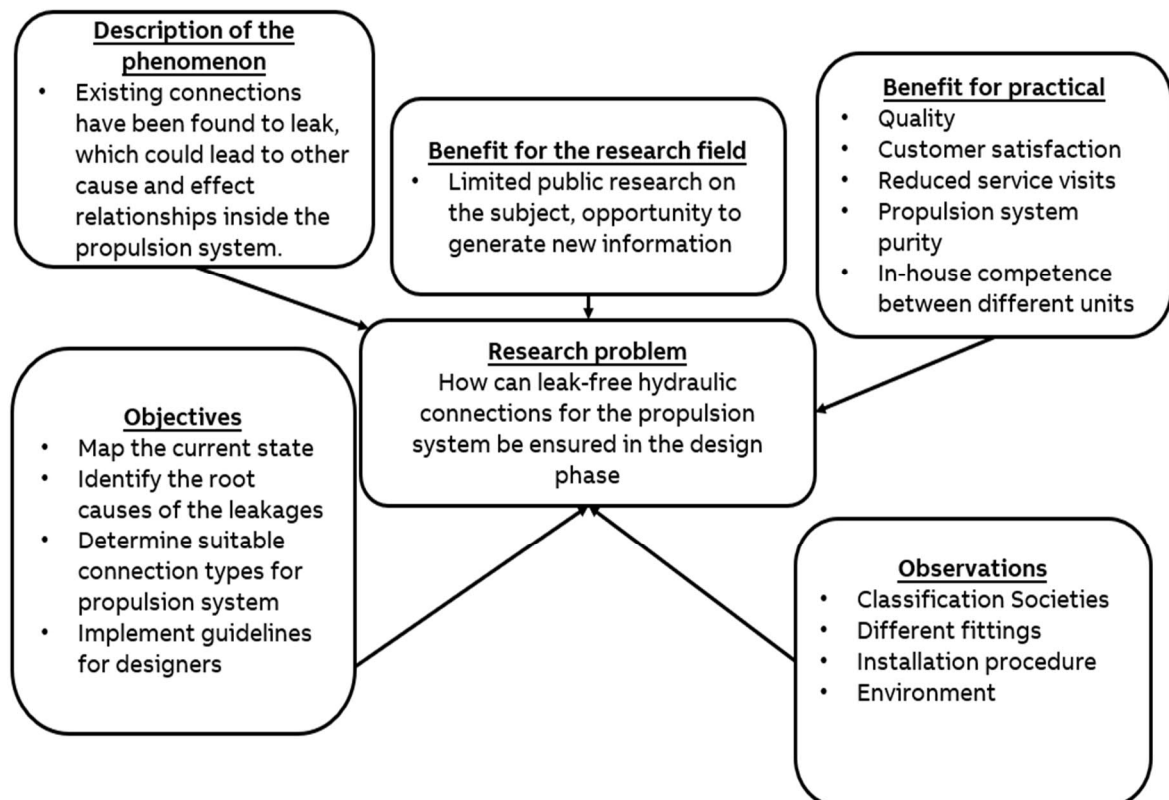 Description of the
phenomenon
• Existing connections
have been found to leak,
which could lead to other
cause and effect
relationships inside the
propulsion system.
Benefit for the research field
• Limited public research on
the subject, opportunity to
generate new information
Benefit for practical
• Quality
• Customer satisfaction
• Reduced service visits
• Propulsion system
purity
• In-house competence
between different units
Research problem
How can leak-free hydraulic
connections for the propulsion
system be ensured in the design
phase
Objectives
• Map the current state
• Identify the root
causes of the leakages
• Determine suitable
connection types for
propulsion system
• Implement guidelines
for designers
Observations
• Classification Societies
• Different fittings
• Installation procedure
• Environment